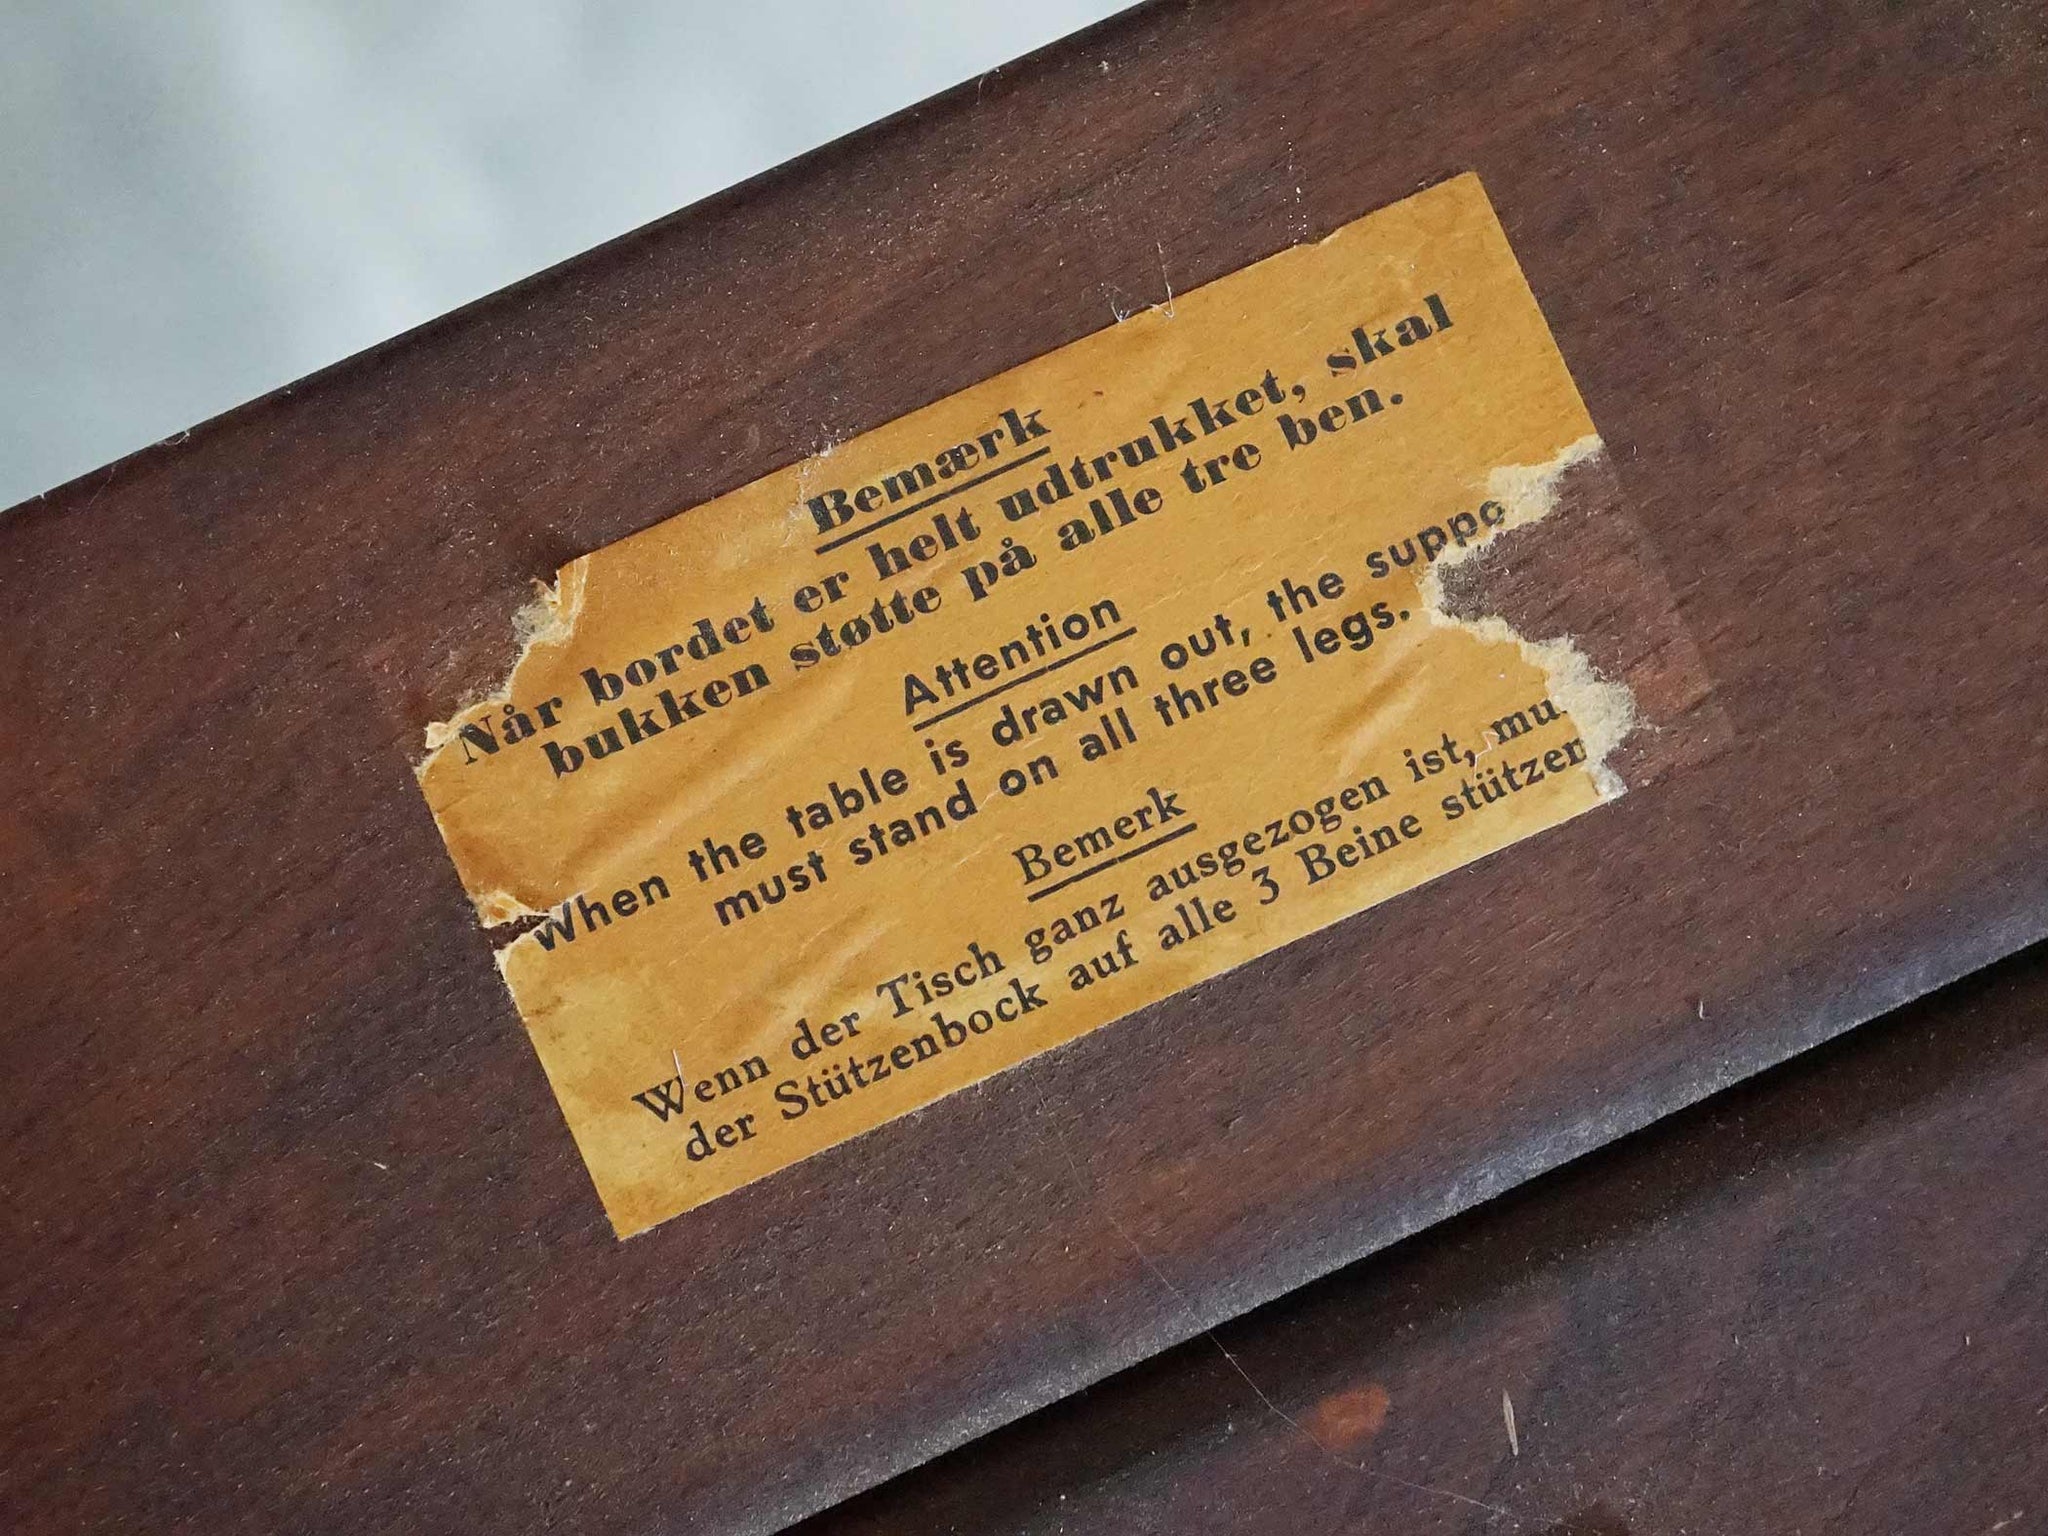 Bemærk
Når bordet er helt udtrukket, skal
bukken støtte på alle tre ben.
Attention
When the table is drawn out, the suppo
must stand on all three legs.
Bemerk
Wenn der Tisch ganz ausgezogen ist, mu
der Stützenbock auf alle 3 Beine stützen